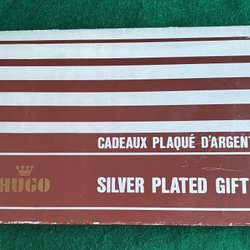 CADEAUX PLAQUÉ D'ARGENT
HUGO
SILVER PLATED GIFT